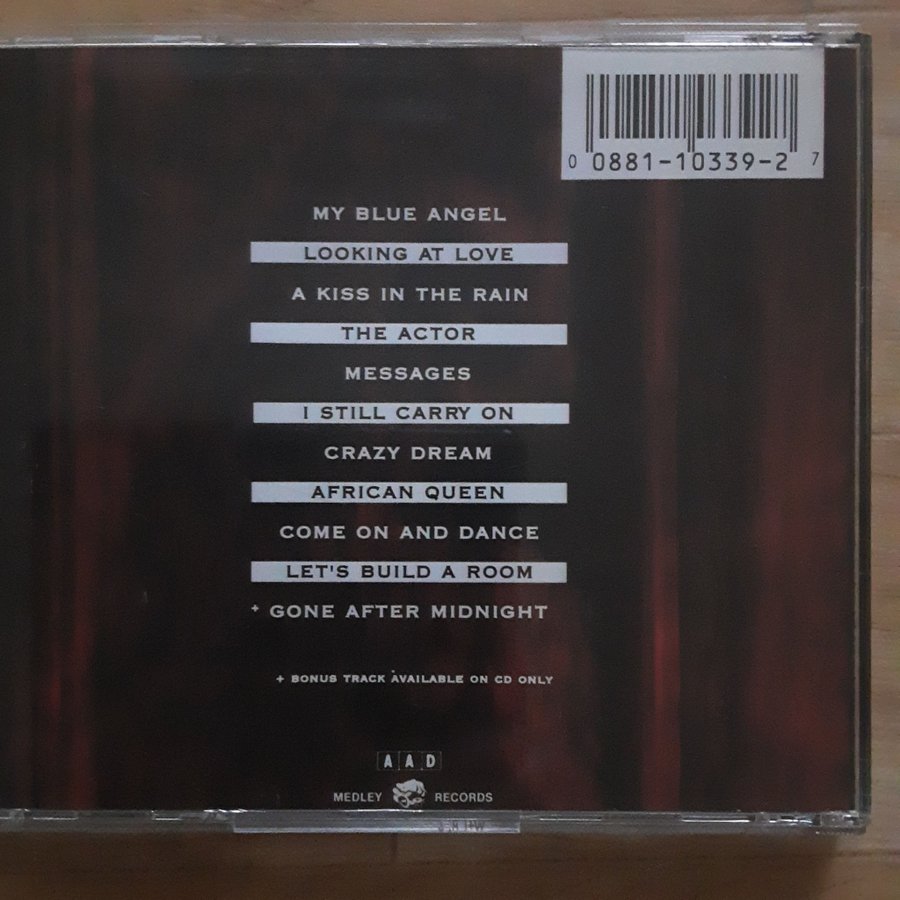 0 0881-10339-2 7
MY BLUE ANGEL
LOOKING AT LOVE
A KISS IN THE RAIN
THE ACTOR
MESSAGES
I STILL CARRY ON
CRAZY DREAM
AFRICAN QUEEN
COME ON AND DANCE
LET'S BUILD A ROOM
+ GONE AFTER MIDNIGHT
+ BONUS TRACK AVAILABLE ON CD ONLY
AAD
MEDLEY RECORDS